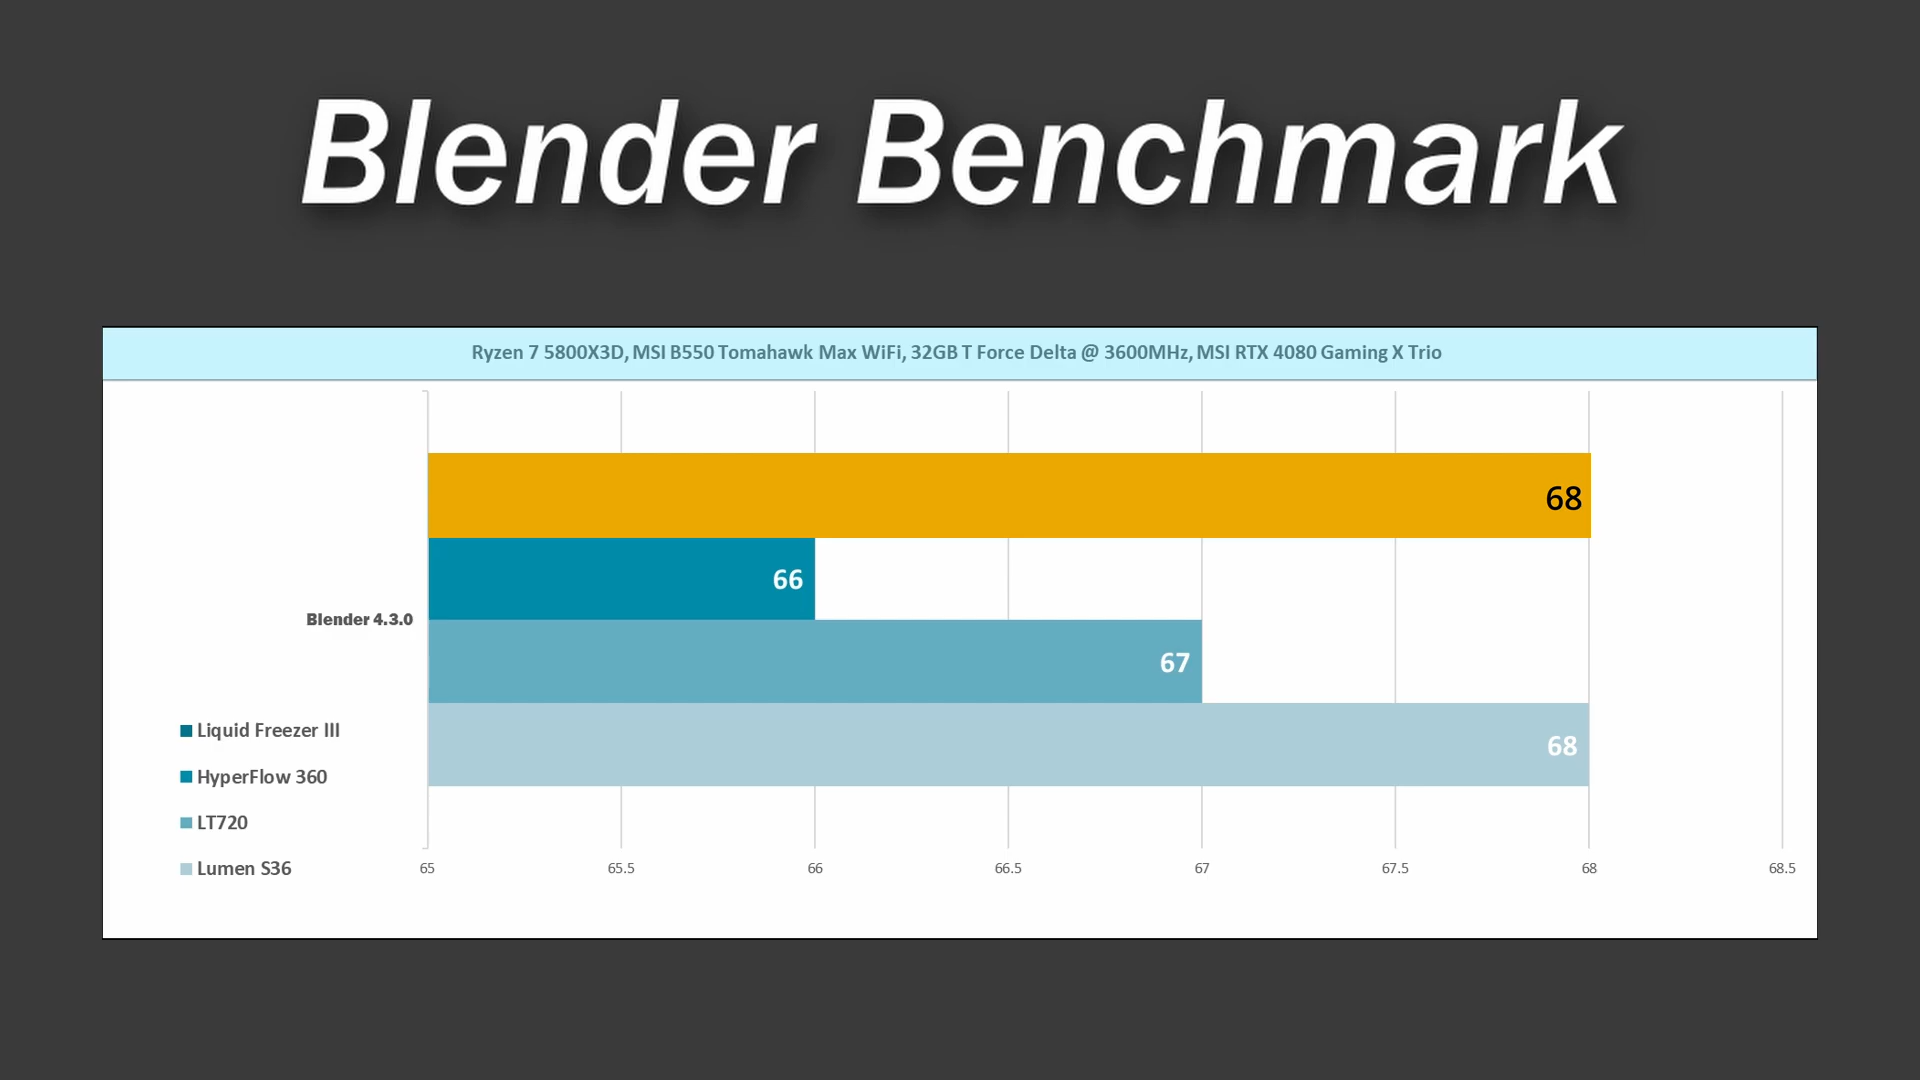 Blender Benchmark
Ryzen 7 5800X3D, MSI B550 Tomahawk Max WiFi, 32GB T Force Delta @ 3600MHz, MSI RTX 4080 Gaming X Trio
68
66
Blender 4.3.0
67
68
Liquid Freezer III
HyperFlow 360
LT720
Lumen S36
65 65.5 66 66.5 67 67.5 68 68.5